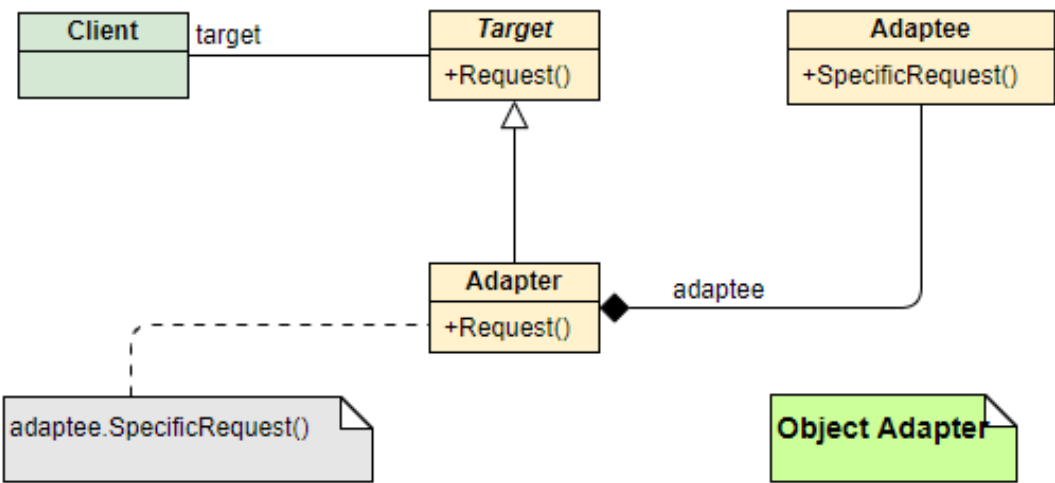 Client
target
Target
+Request()
Adaptee
+SpecificRequest()
Adapter
+Request()
adaptee
adaptee.SpecificRequest()
Object Adapter